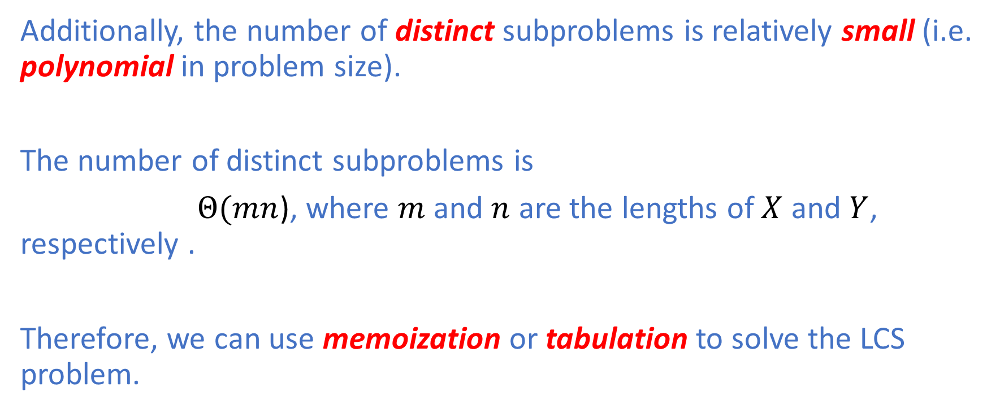 Additionally, the number of distinct subproblems is relatively small (i.e.
polynomial in problem size).
The number of distinct subproblems is
Θ(mn), where m and n are the lengths of X and Y,
respectively .
Therefore, we can use memoization or tabulation to solve the LCS
problem.